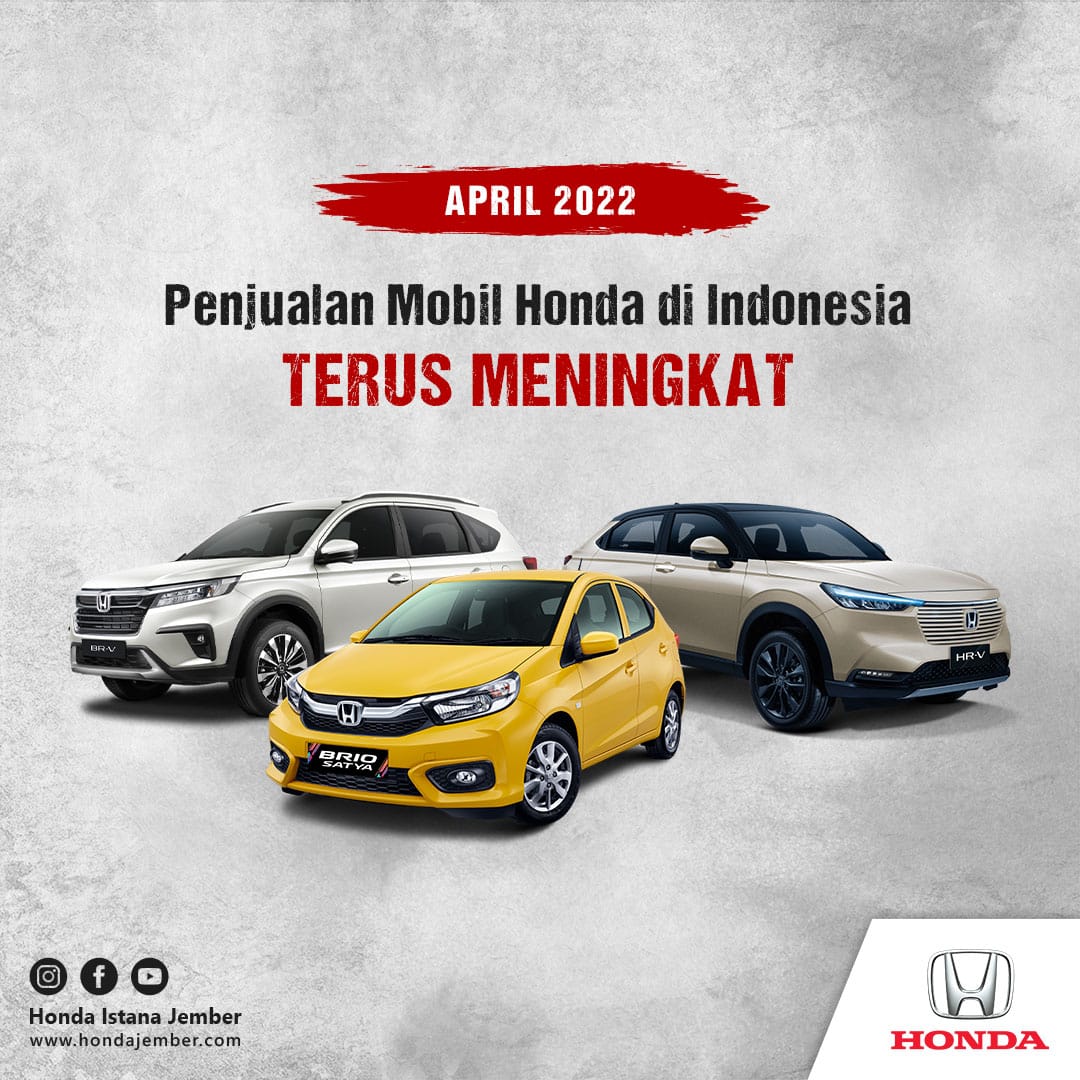 APRIL 2022
Penjualan Mobil Honda di Indonesia
TERUS MENINGKAT
BR-V
HR-V
BRIO
SATYA
Honda Istana Jember
www.hondajember.com
HONDA